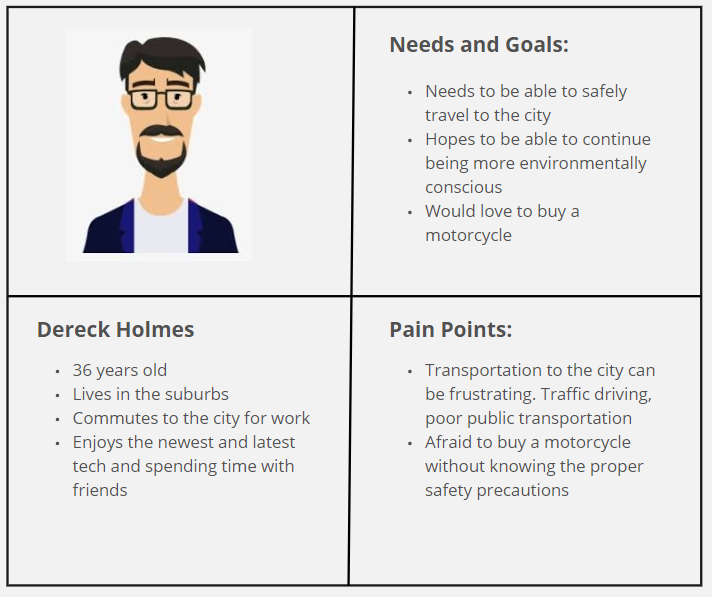 Needs and Goals:
• Needs to be able to safely
travel to the city
• Hopes to be able to continue
being more environmentally
conscious
• Would love to buy a
motorcycle
Dereck Holmes
• 36 years old
• Lives in the suburbs
• Commutes to the city for work
• Enjoys the newest and latest
tech and spending time with
friends
Pain Points:
• Transportation to the city can
be frustrating. Traffic driving,
poor public transportation
• Afraid to buy a motorcycle
without knowing the proper
safety precautions